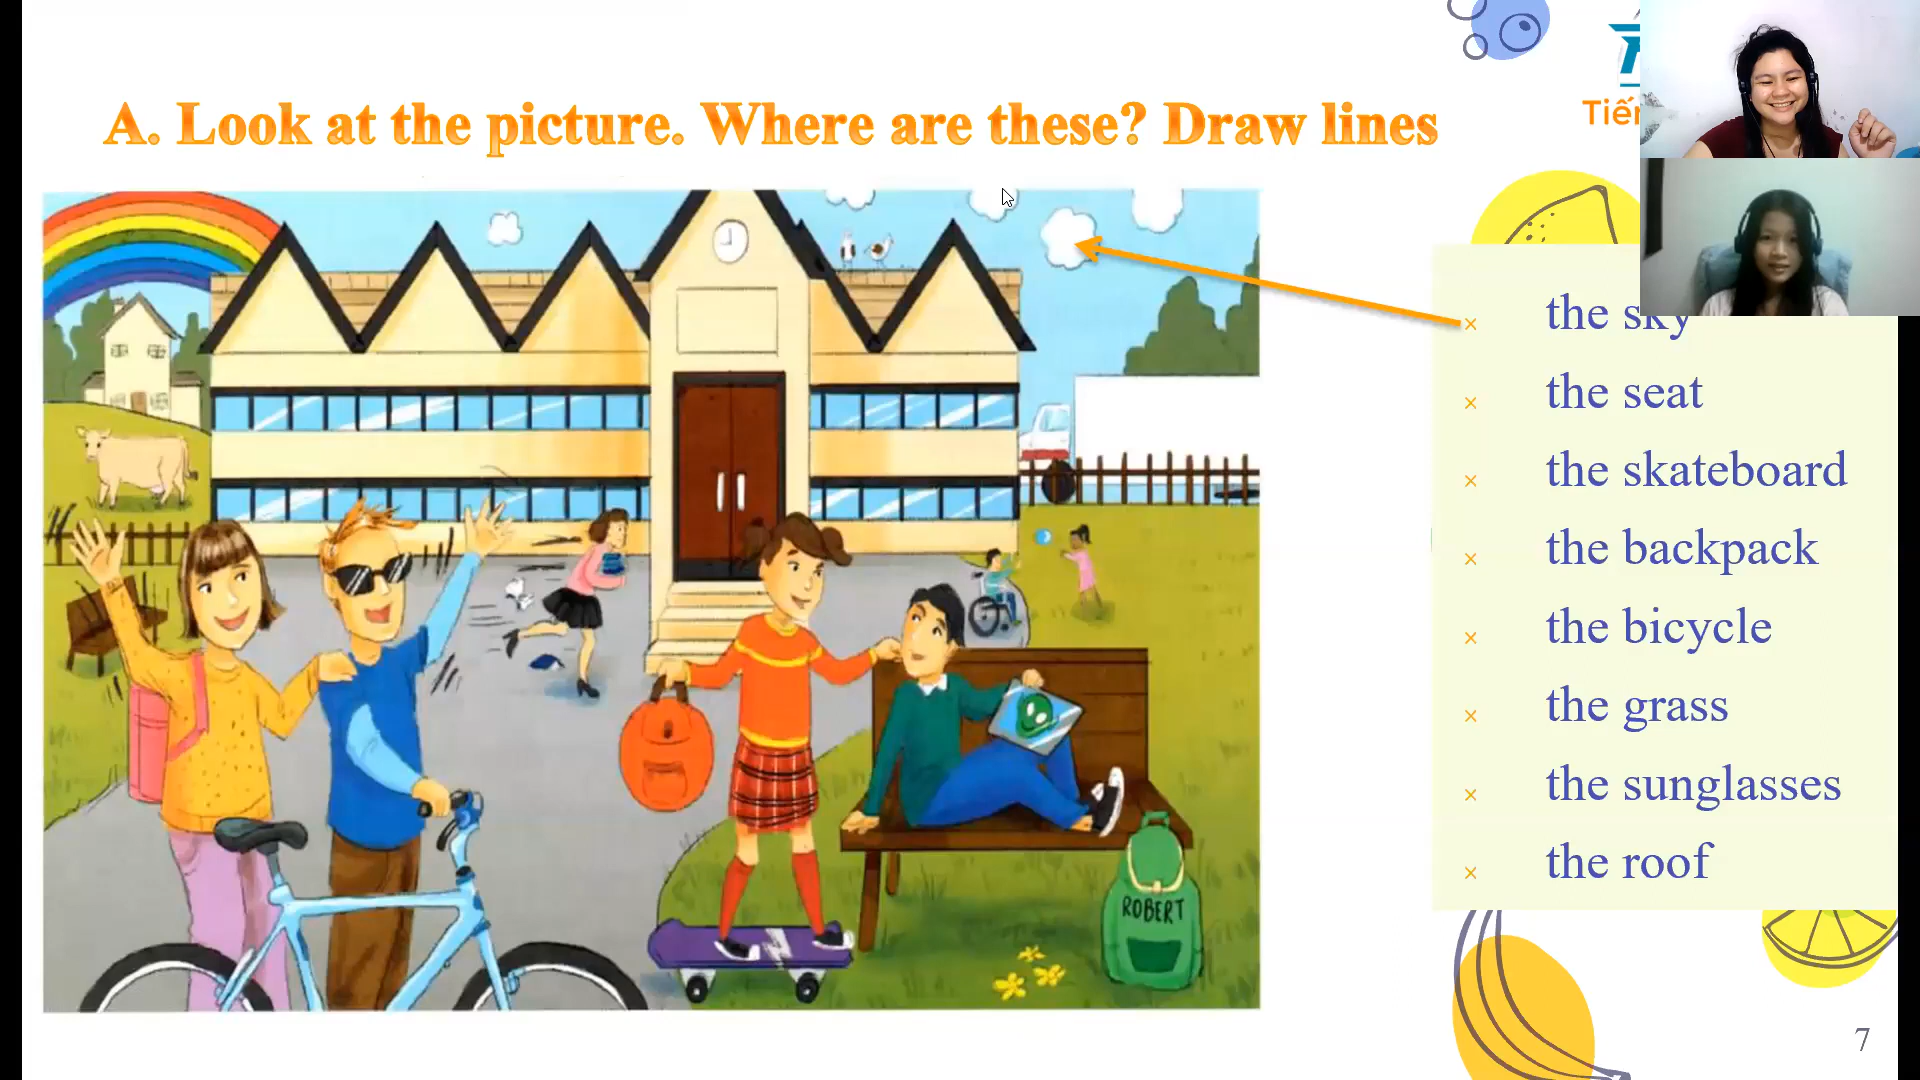 A. Look at the picture. Where are these? Draw lines
Tiến
× the sky
× the seat
× the skateboard
× the backpack
× the bicycle
× the grass
× the sunglasses
× the roof
ROBERT
7